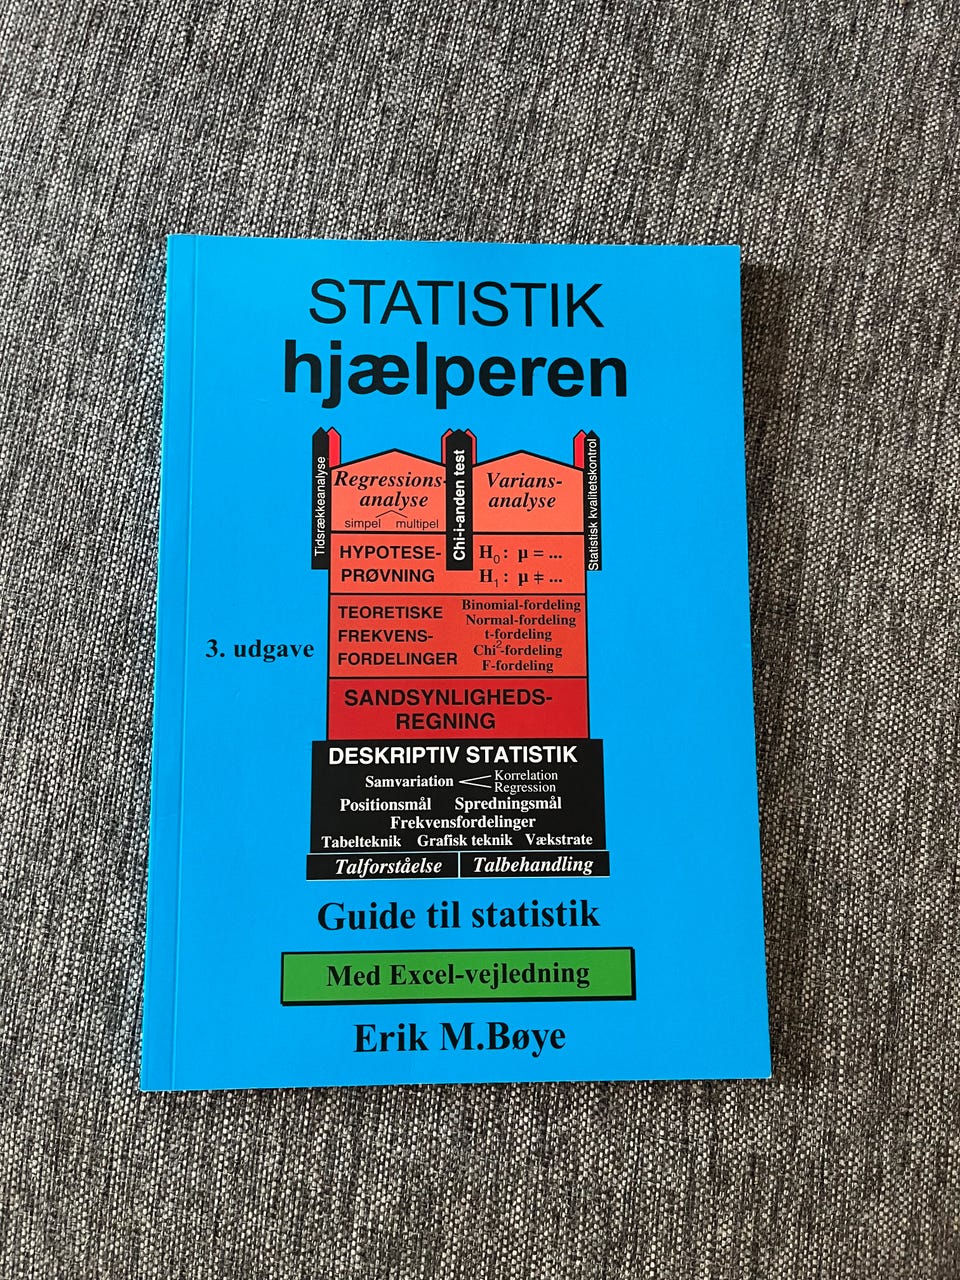 STATISTIK
hjælperen
Tidsrækkeanalyse
Regressions-
analyse
simpel multipel
Chi-i-anden test
Varians-
analyse
Statistisk kvalitetskontrol
HYPOTESE-
PRØVNING
H0 : μ = ...
H1 : μ ≠ ...
TEORETISKE
FREKVENS-
FORDELINGER
Binomial-fordeling
Normal-fordeling
t-fordeling
Chi²-fordeling
F-fordeling
3. udgave
SANDSYNLIGHEDS-
REGNING
DESKRIPTIV STATISTIK
Samvariation
Korrelation
Regression
Positionsmål Spredningsmål
Frekvensfordelinger
Tabelteknik Grafisk teknik Vækstrate
Talforståelse Talbehandling
Guide til statistik
Med Excel-vejledning
Erik M.Bøye